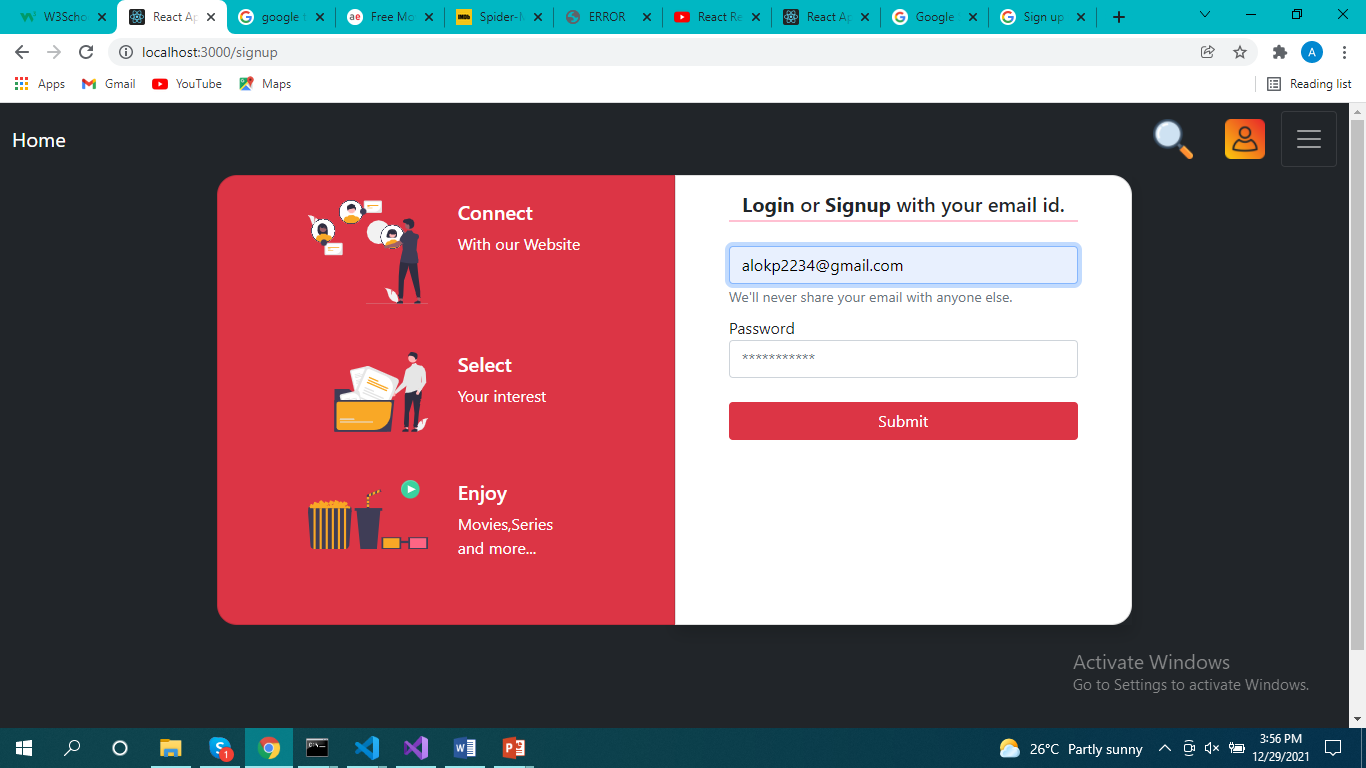 W3Scho
React Ap
google f
Free Mo
Spider-
ERROR
React Re
React Ap
Google
Sign up
localhost:3000/signup
A
Apps
Gmail
YouTube
Maps
Reading list
Home
Connect
With our Website
Select
Your interest
Enjoy
Movies,Series
and more...
Login or Signup with your email id.
alokp2234@gmail.com
We'll never share your email with anyone else.
Password
***********
Submit
Activate Windows
Go to Settings to activate Windows.
1
26°C Partly sunny
3:56 PM
12/29/2021